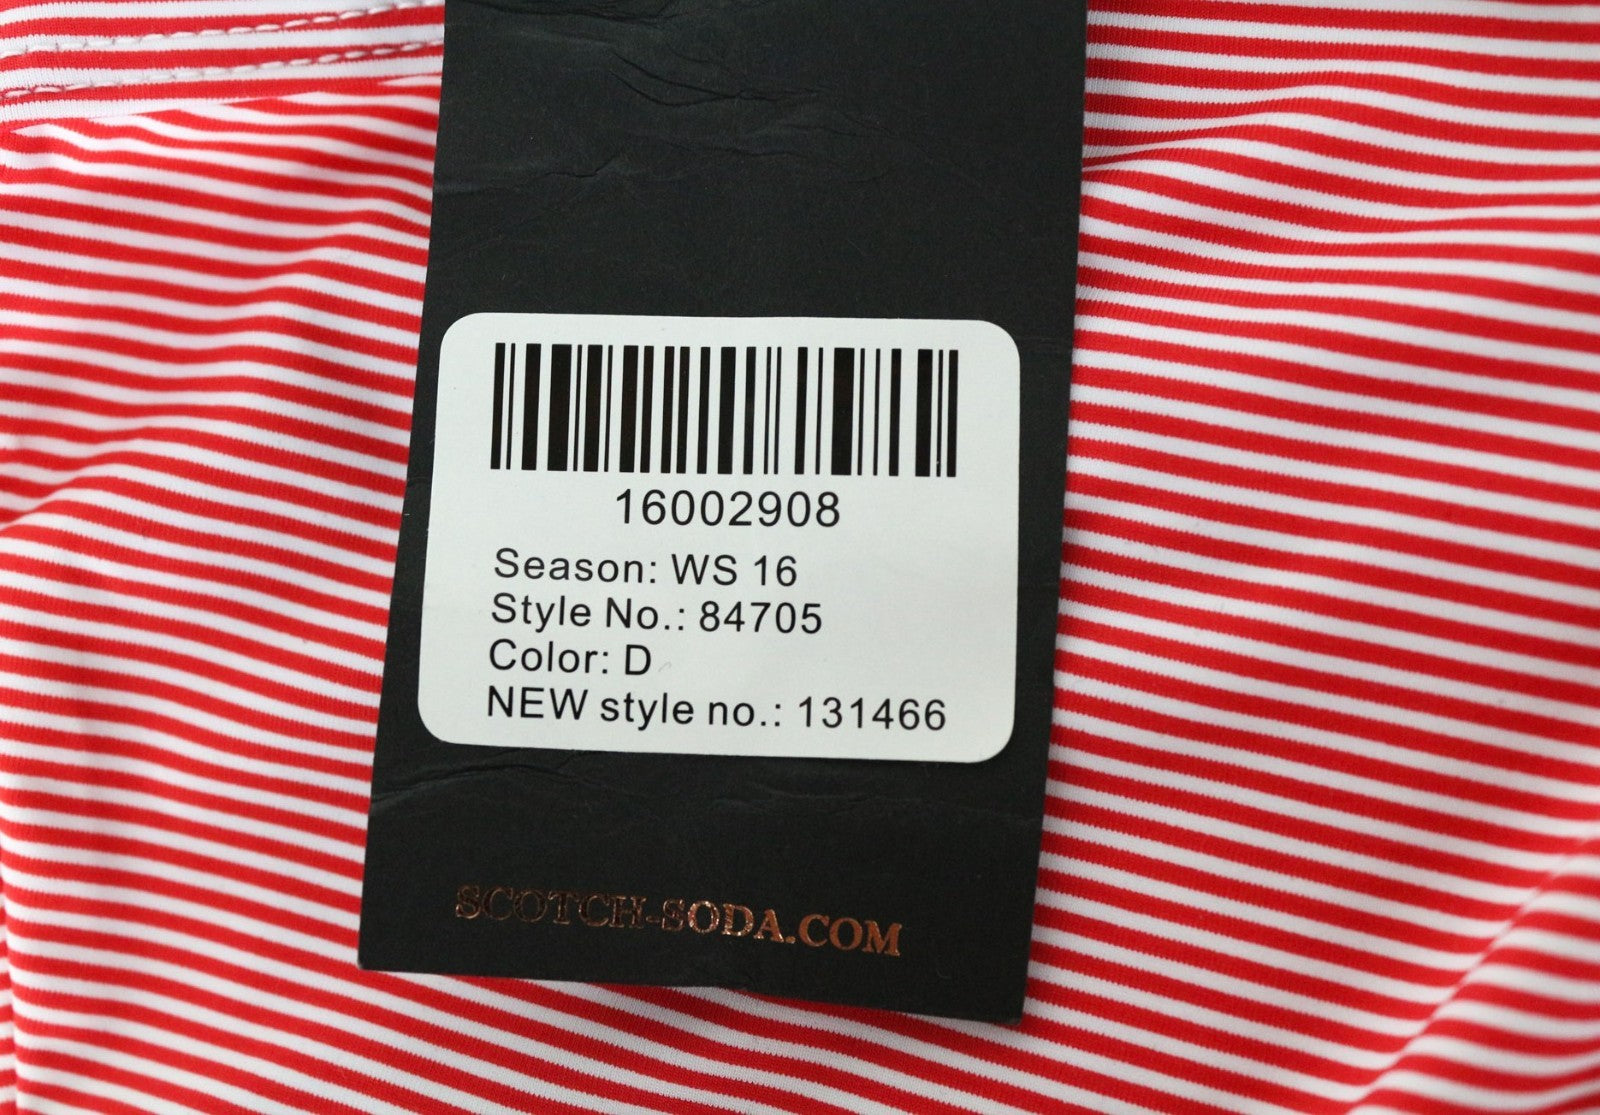 16002908
Season: WS 16
Style No.: 84705
Color: D
NEW style no.: 131466
SCOTCH-SODA.COM